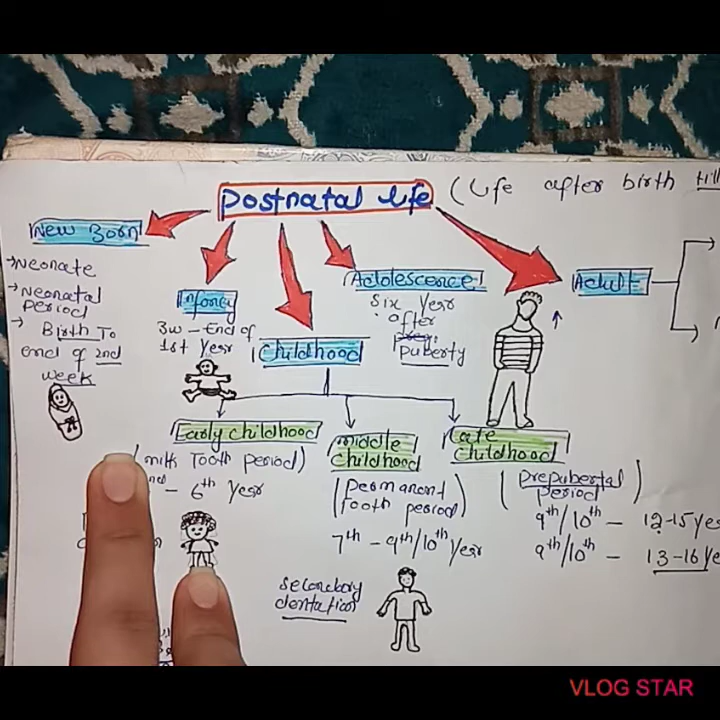 Postnatal life (Life after birth till
New Born
→Neonate
→Neonatal
Period
→ Birth To
end of 2nd
week
Infancy
3w - End of
1st Year
Childhood
Adolescence
Six Year
after
puberty
Adult
Early childhood
(milk Tooth period)
- 6th Year
middle
childhood
(Permanant
Tooth period)
7th - 9th/10th Year
secondary
dentation
Late
childhood
(Prepubertal
period)
9th/10th - 12-15 ye
9th/10th - 13-16 ye
VLOG STAR